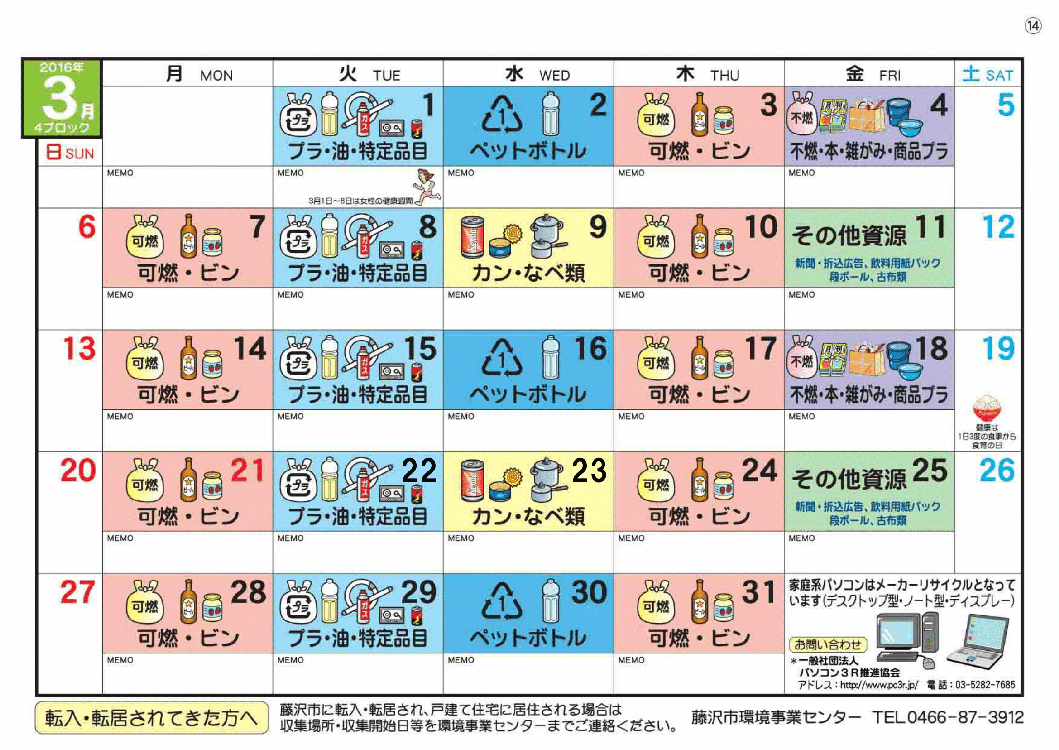 ⑭
2016年
3月
4ブロック
日 SUN
月 MON
火 TUE
水 WED
木 THU
金 FRI
土 SAT
1
プラ・油・特定品目
2
ペットボトル
3
可燃
可燃・ビン
4
不燃
不燃・本・雑がみ・商品プラ
5
MEMO
MEMO
3月1日~8日は女性の健康週間
MEMO
MEMO
MEMO
6
7
可燃
可燃・ビン
8
プラ・油・特定品目
9
カン・なべ類
10
可燃
可燃・ビン
その他資源 11
新聞・折込広告、飲料用紙パック
段ボール、古布類
12
MEMO
MEMO
MEMO
MEMO
MEMO
13
14
可燃
可燃・ビン
15
プラ・油・特定品目
16
ペットボトル
17
可燃
可燃・ビン
18
不燃
不燃・本・雑がみ・商品プラ
19
健康は
1日3度の食事から
食育の日
MEMO
MEMO
MEMO
MEMO
MEMO
20
21
可燃
可燃・ビン
22
プラ・油・特定品目
23
カン・なべ類
24
可燃
可燃・ビン
その他資源 25
新聞・折込広告、飲料用紙パック
段ボール、古布類
26
MEMO
MEMO
MEMO
MEMO
MEMO
27
28
可燃
可燃・ビン
29
プラ・油・特定品目
30
ペットボトル
31
可燃
可燃・ビン
MEMO
MEMO
MEMO
MEMO
家庭系パソコンはメーカーリサイクルとなって
います(デスクトップ型・ノート型・ディスプレー)
お問い合わせ
*一般社団法人
パソコン3R推進協会
アドレス:http://www.pc3r.jp/ 電話:03-5282-7685
転入・転居されてきた方へ
藤沢市に転入・転居され、戸建て住宅に居住される場合は
収集場所・収集開始日等を環境事業センターまでご連絡ください。
藤沢市環境事業センター TEL0466-87-3912